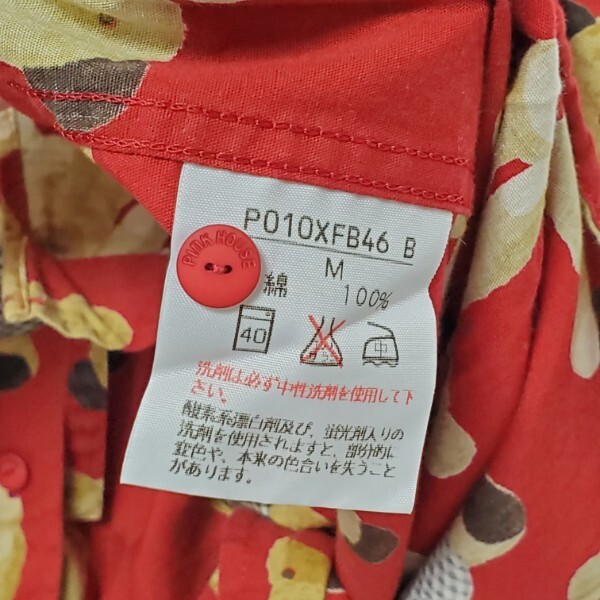 P010XFB46 B
PINK HOUSE
M
綿 100%
40 中
洗剤は必ず中性洗剤を使用して下
さい。
酸素系漂白剤及び、蛍光剤入りの
洗剤を使用されますと、部分的に
変色や、本来の色合いを失うこと
があります。